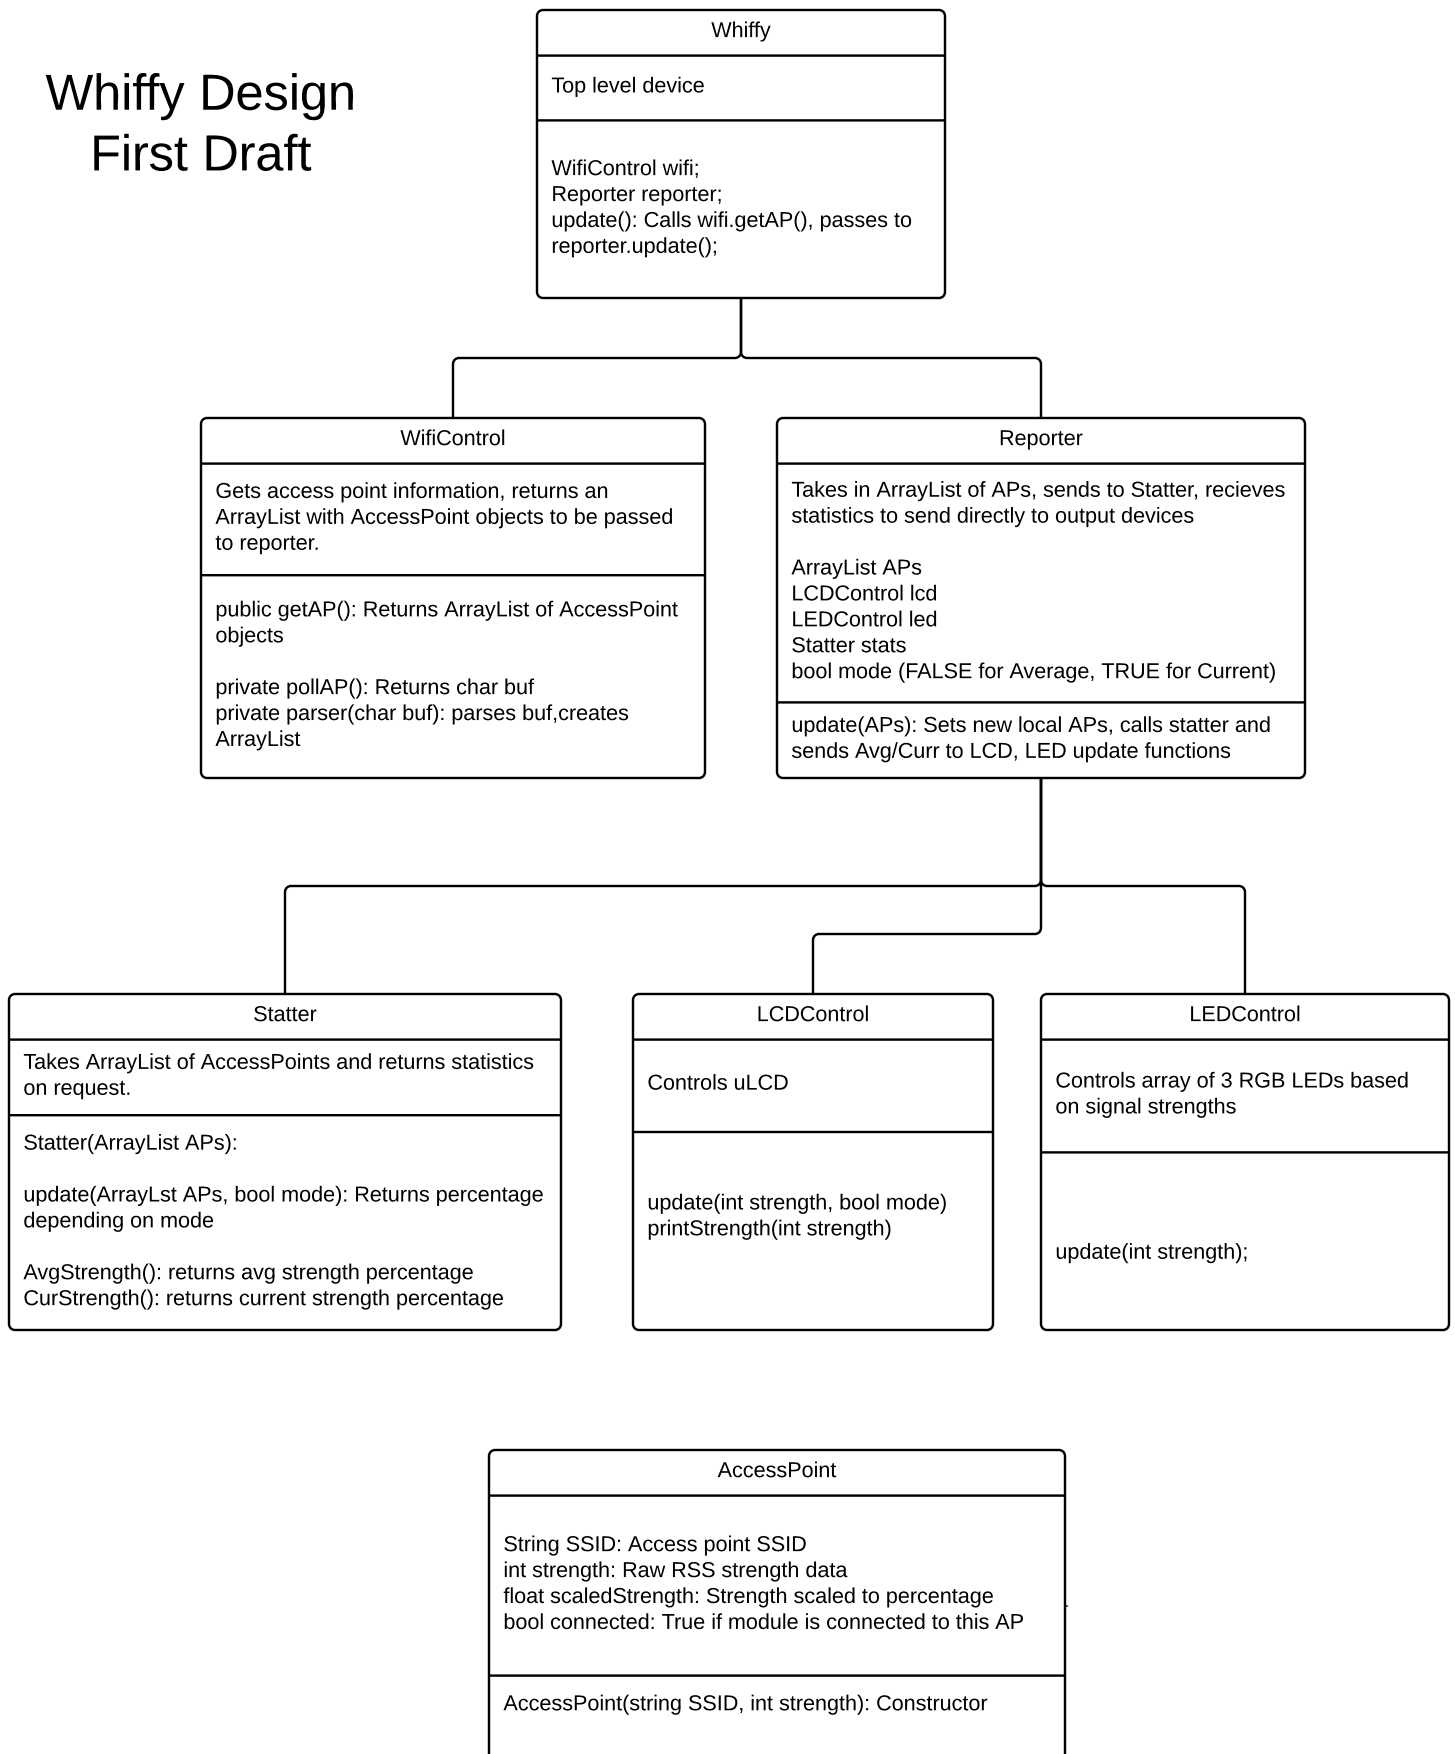 Whiffy Design
First Draft
Whiffy
Top level device
WifiControl wifi;
Reporter reporter;
update(): Calls wifi.getAP(), passes to
reporter.update();
WifiControl
Gets access point information, returns an
ArrayList with AccessPoint objects to be passed
to reporter.
public getAP(): Returns ArrayList of AccessPoint
objects
private pollAP(): Returns char buf
private parser(char buf): parses buf,creates
ArrayList
Reporter
Takes in ArrayList of APs, sends to Statter, recieves
statistics to send directly to output devices
ArrayList APs
LCDControl lcd
LEDControl led
Statter stats
bool mode (FALSE for Average, TRUE for Current)
update(APs): Sets new local APs, calls statter and
sends Avg/Curr to LCD, LED update functions
Statter
Takes ArrayList of AccessPoints and returns statistics
on request.
Statter(ArrayList APs):
update(ArrayLst APs, bool mode): Returns percentage
depending on mode
AvgStrength(): returns avg strength percentage
CurStrength(): returns current strength percentage
LCDControl
Controls uLCD
update(int strength, bool mode)
printStrength(int strength)
LEDControl
Controls array of 3 RGB LEDs based
on signal strengths
update(int strength);
AccessPoint
String SSID: Access point SSID
int strength: Raw RSS strength data
float scaledStrength: Strength scaled to percentage
bool connected: True if module is connected to this AP
AccessPoint(string SSID, int strength): Constructor